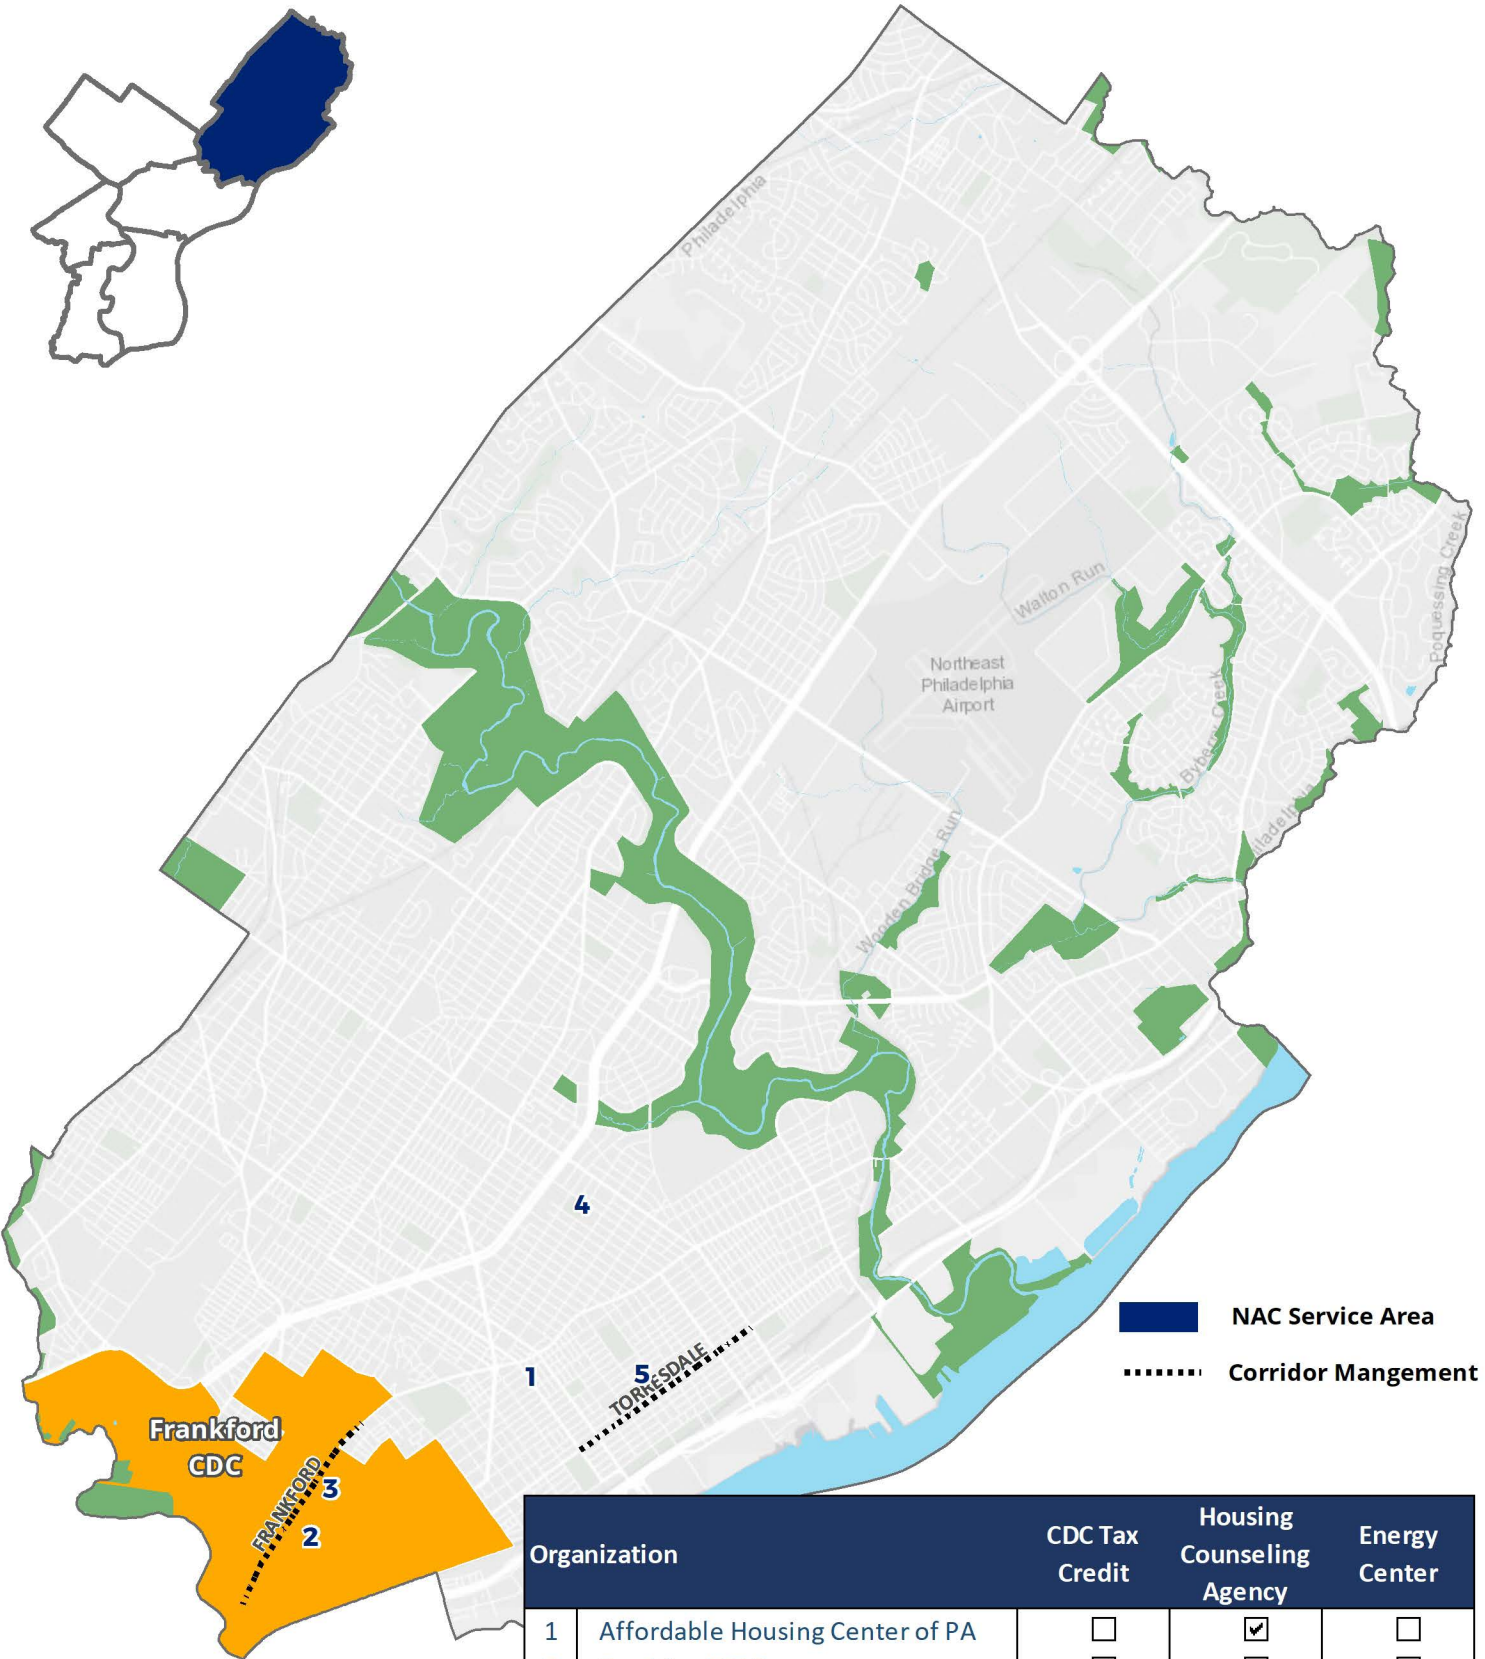 Philadelphia
Poquessing Creek
Walton Run
Northeast
Philadelphia
Airport
Byberry Creek
iladelphia
Wooden Bridge Run
4
NAC Service Area
1
5
TORRESDALE
Corridor Mangement
Frankford
CDC
FRANKFORD
3
2
Organization
CDC Tax
Credit
Housing
Counseling
Agency
Energy
Center
1 Affordable Housing Center of PA